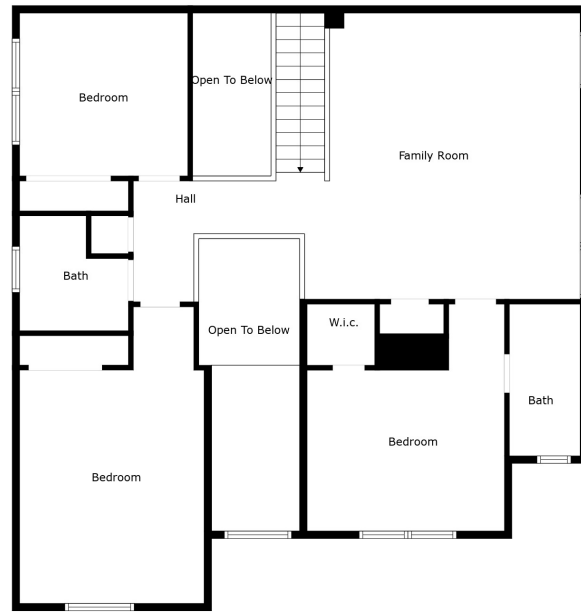 Open To Below
Bedroom
Family Room
Hall
Bath
W.i.c.
Open To Below
Bath
Bedroom
Bedroom